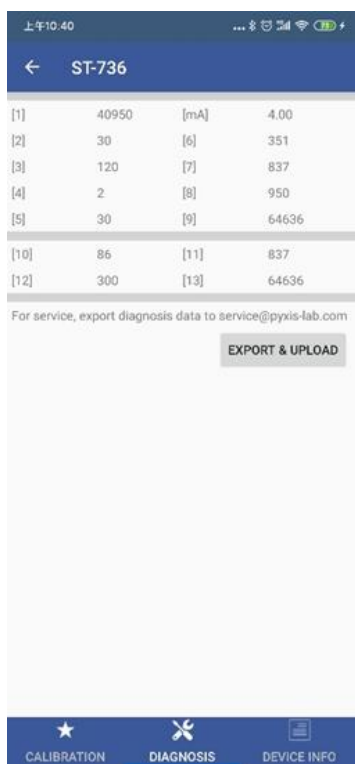 上午10:40 ...
ST-736
[1] 40950 [mA] 4.00
[2] 30 [6] 351
[3] 120 [7] 837
[4] 2 [8] 950
[5] 30 [9] 64636
[10] 86 [11] 837
[12] 300 [13] 64636
For service, export diagnosis data to service@pyxis-lab.com
EXPORT & UPLOAD
CALIBRATION DIAGNOSIS DEVICE INFO